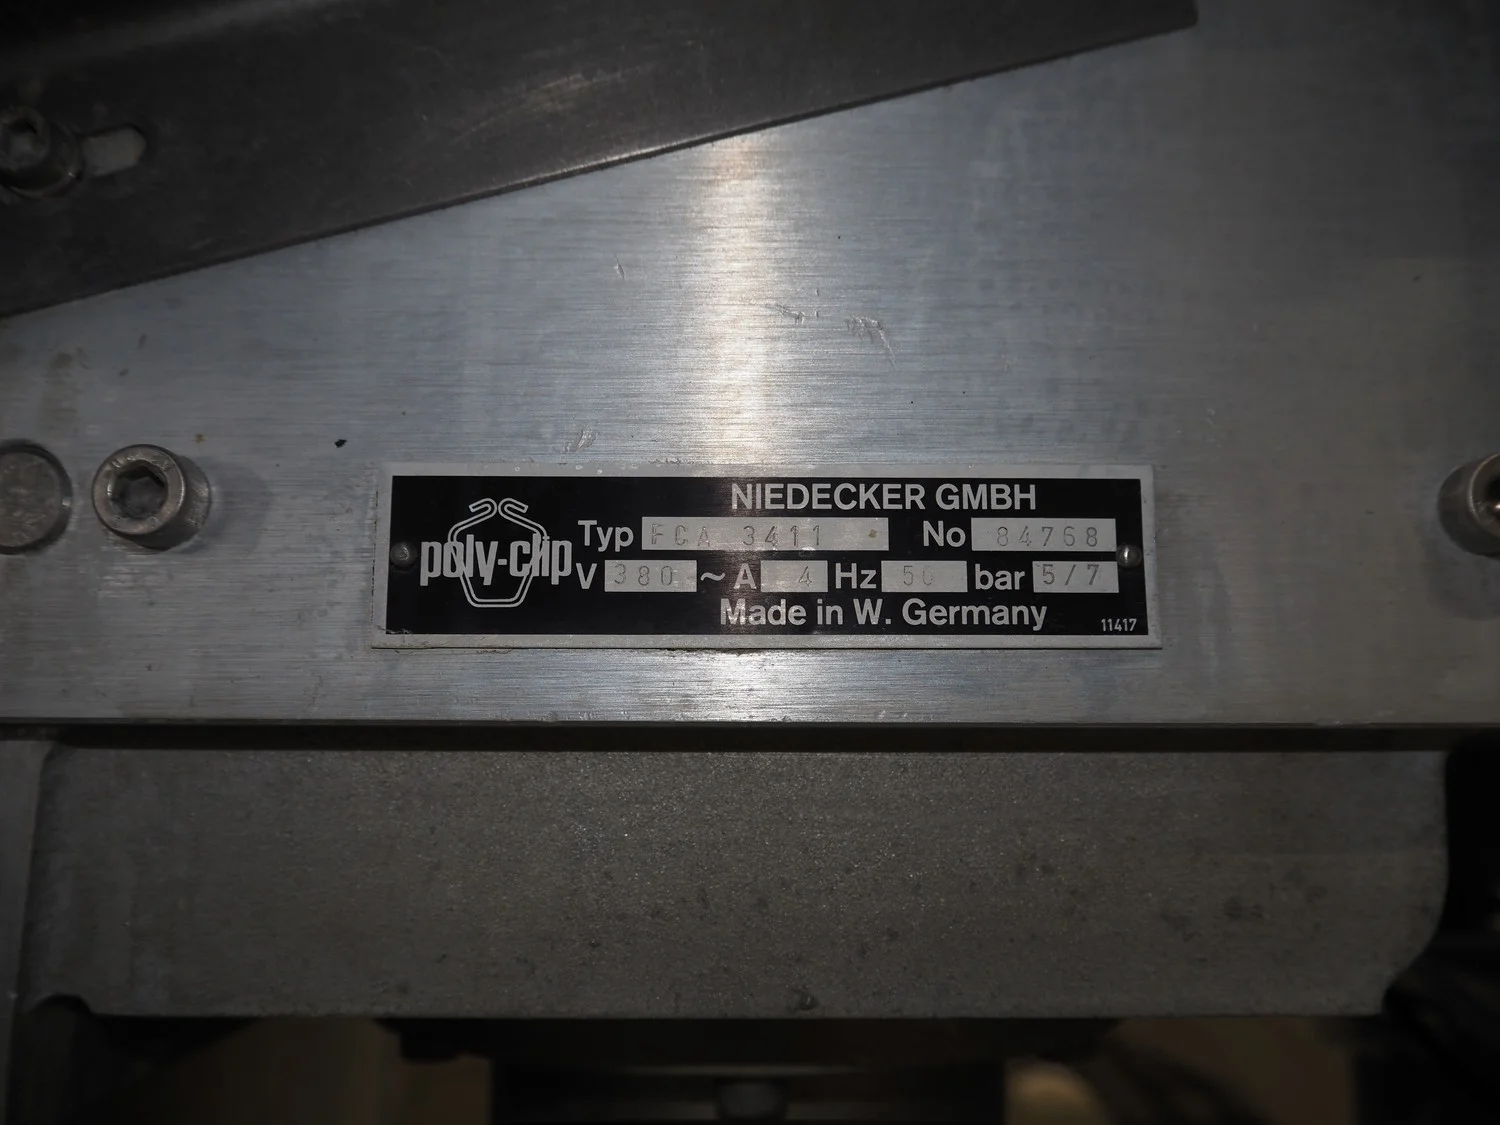 NIEDECKER GMBH
poly-clip
Typ FCA 3411 No 84768
V 380 ~ A 4 Hz 50 bar 5/7
Made in W. Germany
11417